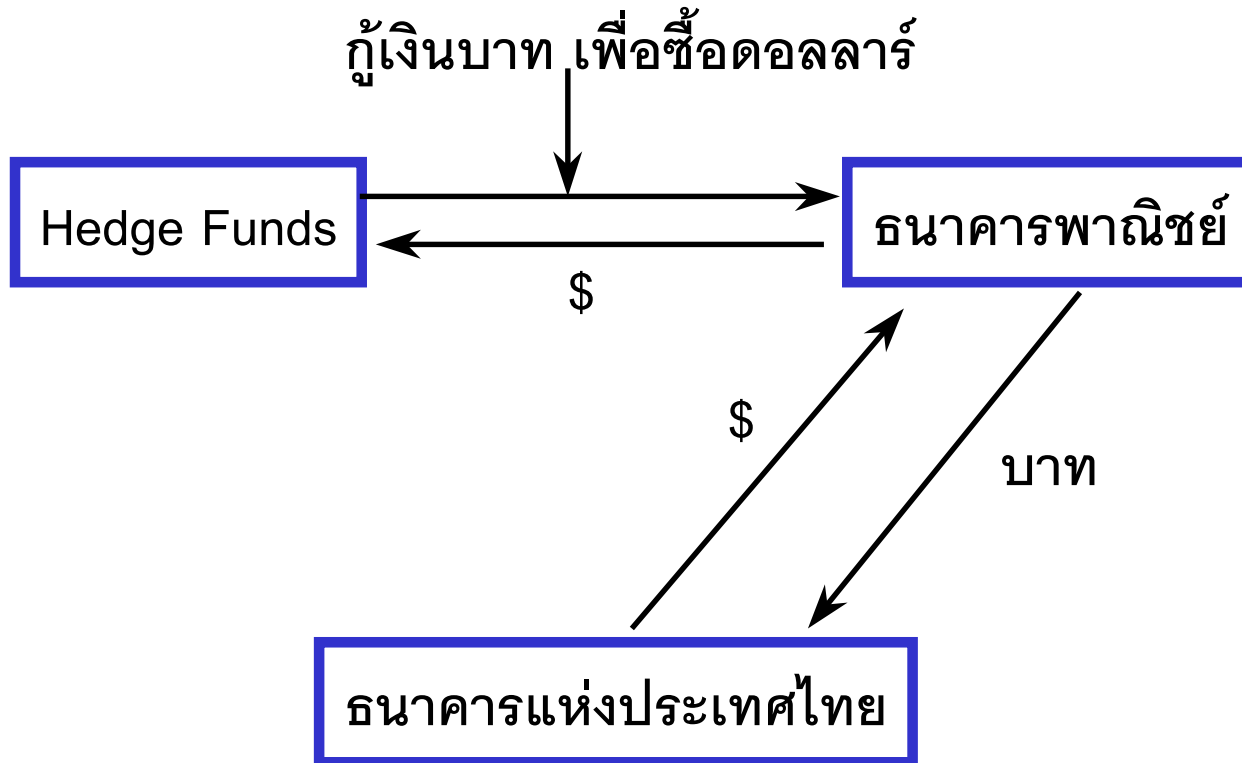 กู้เงินบาท เพื่อซื้อดอลลาร์
Hedge Funds
ธนาคารพาณิชย์
$
$
บาท
ธนาคารแห่งประเทศไทย